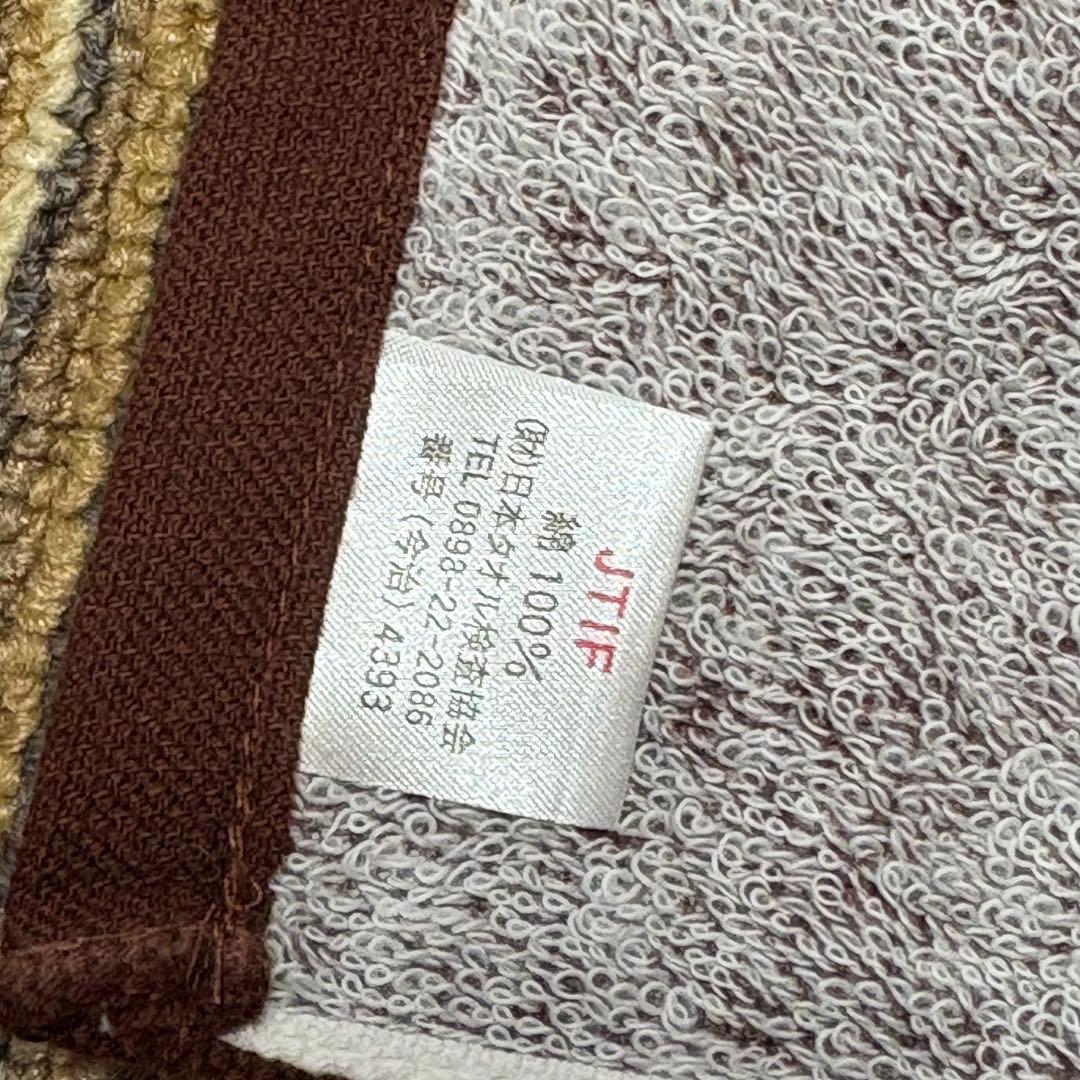 JTIF
綿 100%
(財)日本タオル検査協会
TEL 0898-22-2086
番号 (今治) 4393